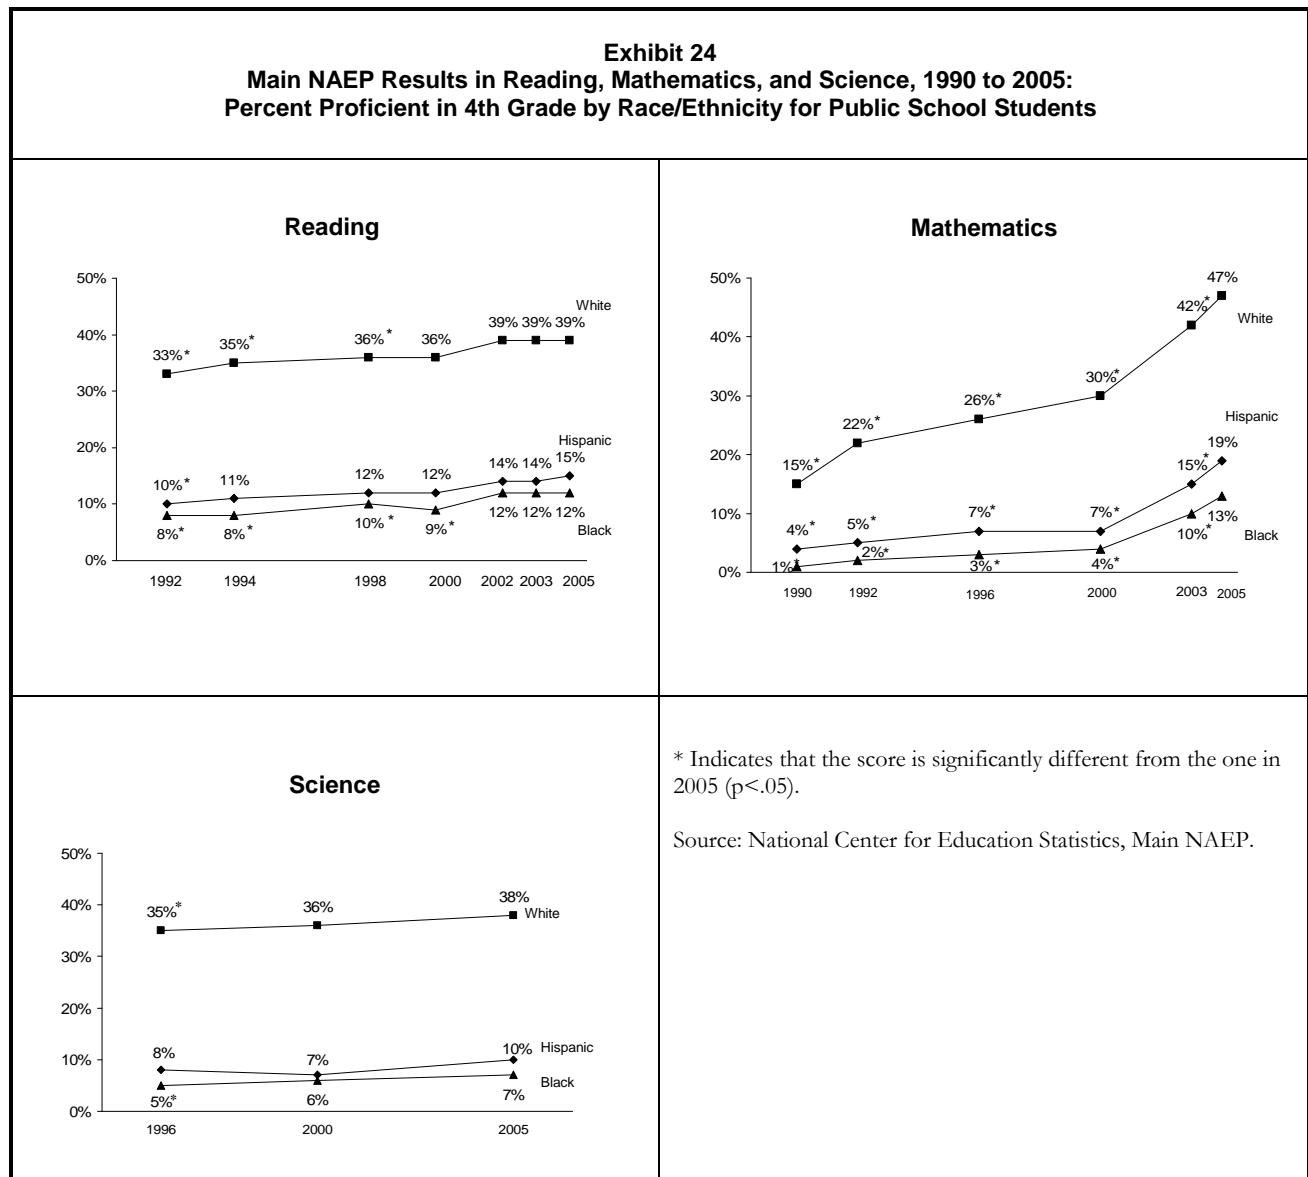 Exhibit 24
Main NAEP Results in Reading, Mathematics, and Science, 1990 to 2005:
Percent Proficient in 4th Grade by Race/Ethnicity for Public School Students
Reading
50%
40%
30%
20%
10%
0%
White
33%* 35%* 36%* 36% 39% 39% 39%
Hispanic
10%* 11% 12% 12% 14% 14% 15%
8%* 8%* 10%* 9%* 12% 12% 12%
Black
1992 1994 1998 2000 2002 2003 2005
Mathematics
50%
40%
30%
20%
10%
0%
15%* 22%* 26%* 30%* 42%* 47%
White
Hispanic
4%* 5%* 7%* 7%* 15%* 19%
1%* 2%* 3%* 4%* 10%* 13%
Black
1990 1992 1996 2000 2003 2005
Science
50%
40%
30%
20%
10%
0%
35%* 36% 38%
White
8% 7% 10% Hispanic
Black
5%* 6% 7%
1996 2000 2005
* Indicates that the score is significantly different from the one in
2005 (p<.05).
Source: National Center for Education Statistics, Main NAEP.